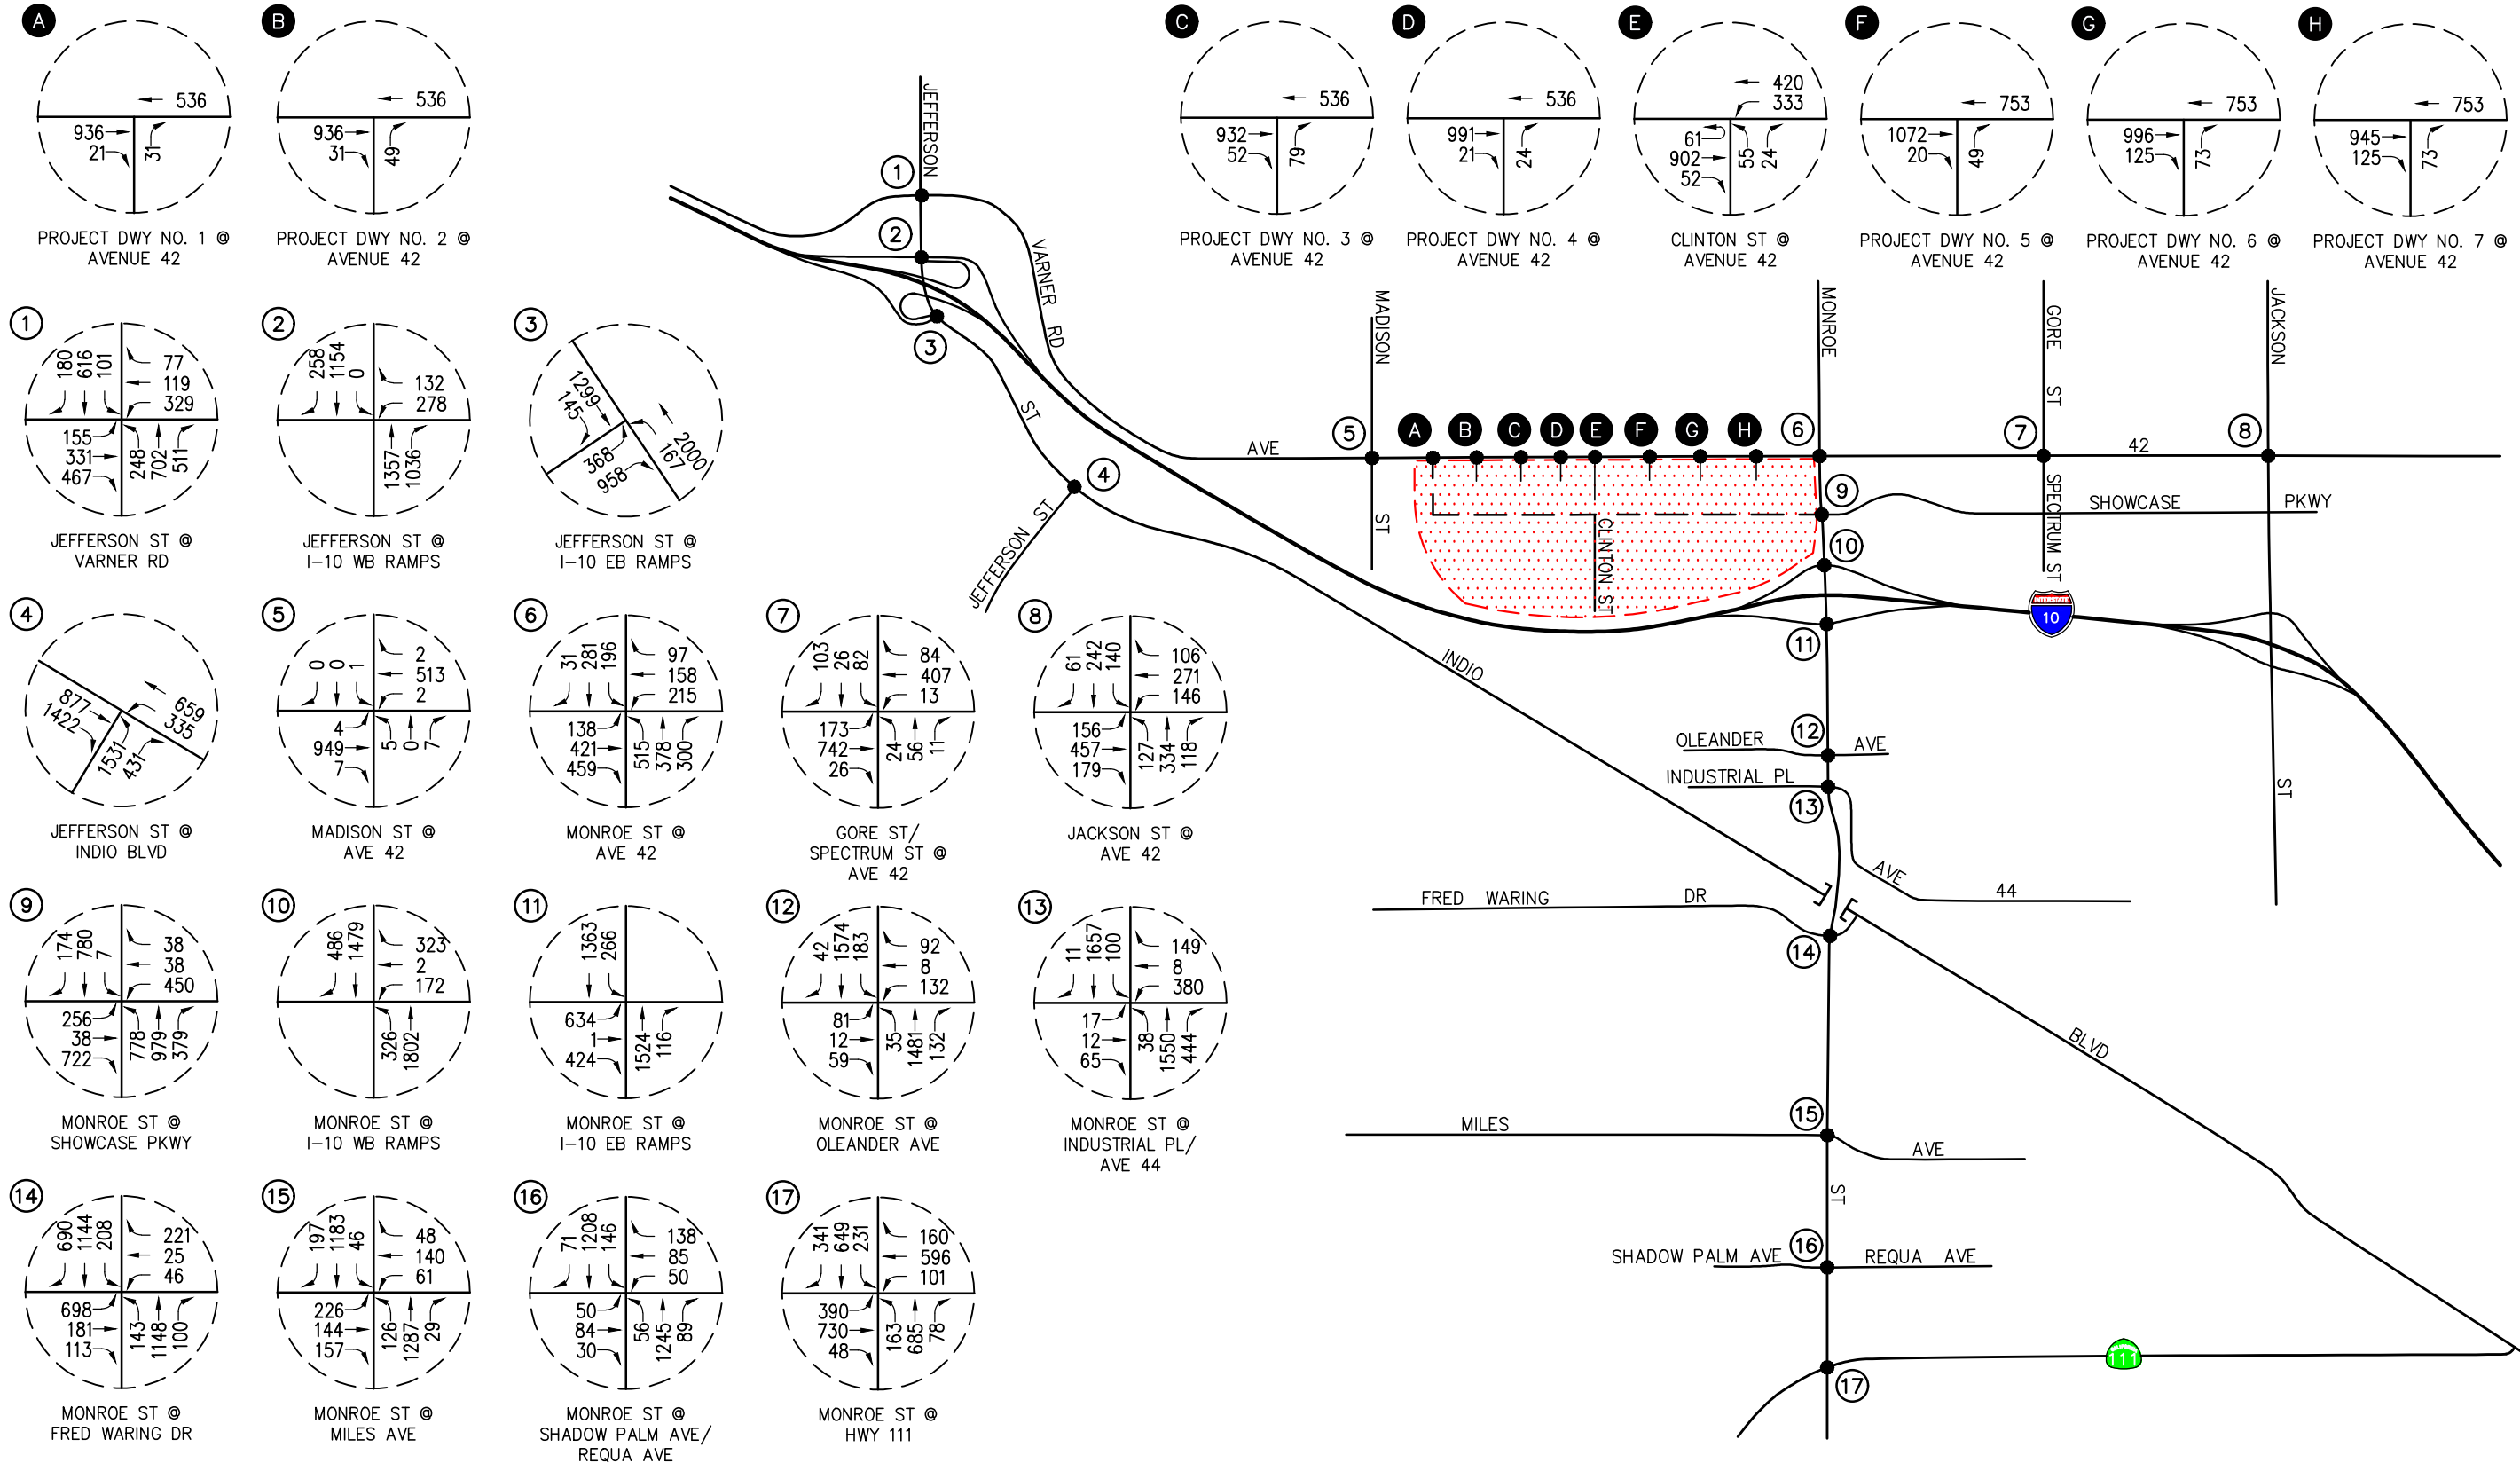 A
536
936
21
31
PROJECT DWY NO. 1 @
AVENUE 42
B
536
936
31
49
PROJECT DWY NO. 2 @
AVENUE 42
C
536
932
52
79
PROJECT DWY NO. 3 @
AVENUE 42
D
536
991
21
24
PROJECT DWY NO. 4 @
AVENUE 42
E
420
333
61
902
52
55
24
CLINTON ST @
AVENUE 42
F
753
1072
20
49
PROJECT DWY NO. 5 @
AVENUE 42
G
753
996
125
73
PROJECT DWY NO. 6 @
AVENUE 42
H
753
945
125
73
PROJECT DWY NO. 7 @
AVENUE 42
1
180
616
101
77
119
329
155
331
467
248
702
511
JEFFERSON ST @
VARNER RD
2
258
1154
0
132
278
1357
1036
JEFFERSON ST @
I-10 WB RAMPS
3
1299
145
2000
167
368
958
JEFFERSON ST @
I-10 EB RAMPS
4
877
1422
659
335
1531
431
JEFFERSON ST @
INDIO BLVD
5
0
0
1
2
513
2
4
949
7
5
0
7
MADISON ST @
AVE 42
6
31
281
196
97
158
215
138
421
459
515
378
300
MONROE ST @
AVE 42
7
103
26
82
84
407
13
173
742
26
24
56
11
GORE ST/
SPECTRUM ST @
AVE 42
8
61
242
140
106
271
146
156
457
179
127
334
118
JACKSON ST @
AVE 42
9
174
780
7
38
38
450
256
38
722
778
979
379
MONROE ST @
SHOWCASE PKWY
10
486
1479
323
2
172
326
1802
MONROE ST @
I-10 WB RAMPS
11
1363
266
634
1
424
1524
116
MONROE ST @
I-10 EB RAMPS
12
42
1574
183
92
8
132
81
12
59
35
1481
132
MONROE ST @
OLEANDER AVE
13
11
1657
100
149
8
380
17
12
65
38
1550
444
MONROE ST @
INDUSTRIAL PL/
AVE 44
14
690
1144
208
221
25
46
698
181
113
143
1148
100
MONROE ST @
FRED WARING DR
15
197
1183
46
48
140
61
226
144
157
126
1287
29
MONROE ST @
MILES AVE
16
71
1208
146
138
85
50
50
84
30
56
1245
89
MONROE ST @
SHADOW PALM AVE/
REQUA AVE
17
341
649
231
160
596
101
390
730
48
163
685
78
MONROE ST @
HWY 111
JEFFERSON
ST
1
2
3
4
JEFFERSON ST
VARNER RD
AVE
42
MADISON
ST
5
A
B
C
D
E
F
G
H
6
MONROE
7
GORE ST
SPECTRUM ST
8
JACKSON
ST
9
SHOWCASE PKWY
CLINTON ST
10
INTERSTATE
10
11
INDIO
BLVD
12
OLEANDER AVE
INDUSTRIAL PL
13
AVE 44
FRED WARING DR
14
15
MILES AVE
ST
16
SHADOW PALM AVE
REQUA AVE
111
17